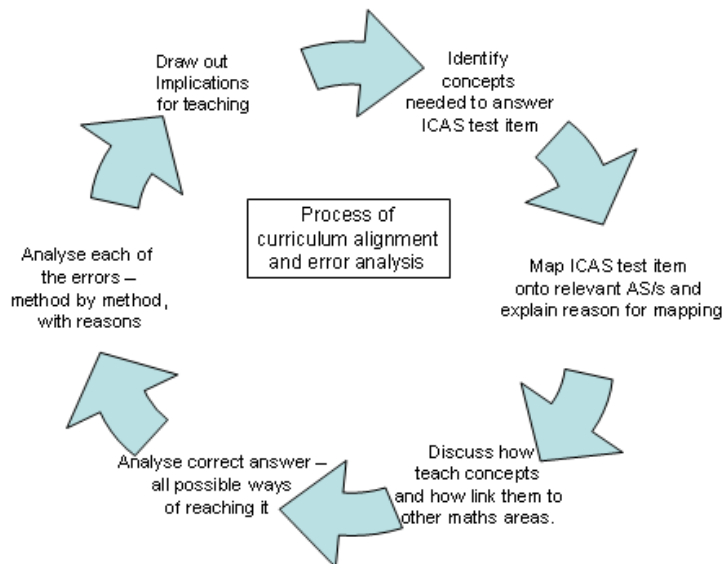 Draw out
Implications
for teaching
Identify
concepts
needed to answer
ICAS test item
Process of
curriculum alignment
and error analysis
Map ICAS test item
onto relevant AS/s and
explain reason for mapping
Discuss how
teach concepts
and how link them to
other maths areas.
Analyse correct answer –
all possible ways
of reaching it
Analyse each of
the errors –
method by method,
with reasons